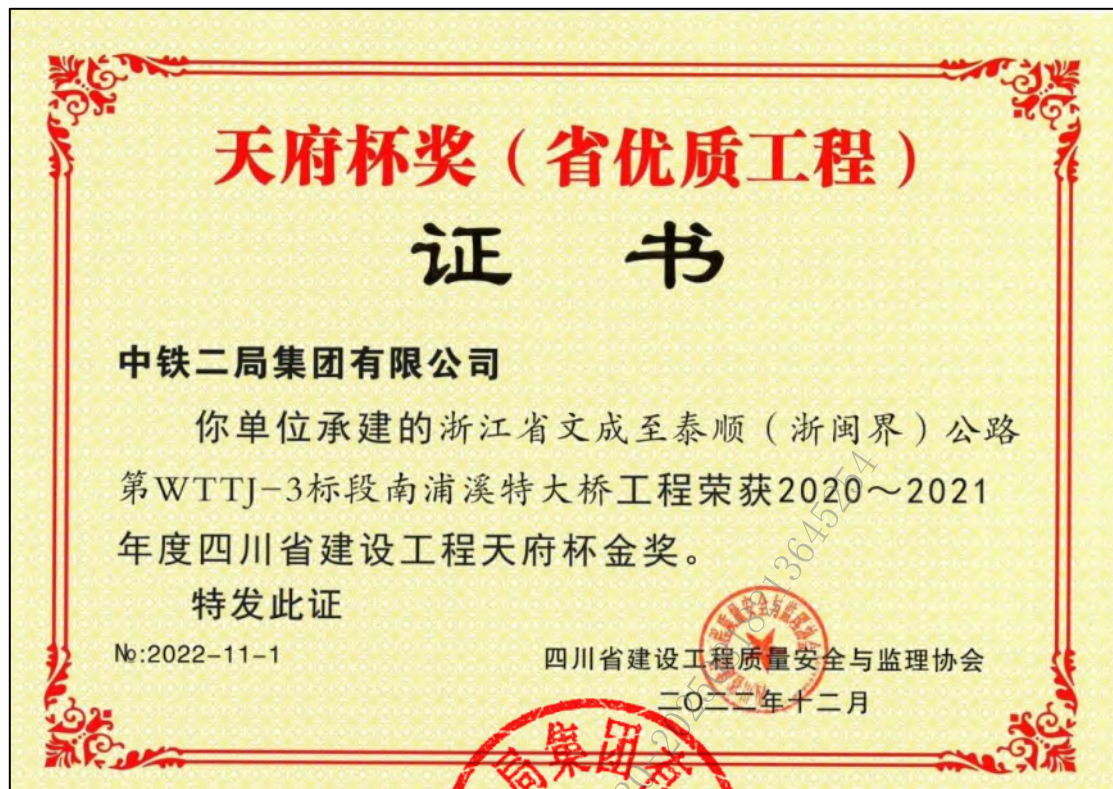 天府杯奖（省优质工程）
证 书
中铁二局集团有限公司
你单位承建的浙江省文成至泰顺（浙闽界）公路
第WTTJ-3标段南浦溪特大桥工程荣获2020～2021
年度四川省建设工程天府杯金奖。
特发此证
№:2022-11-1
四川省建设工程质量安全与监理协会
二〇二二年十二月
局集团有